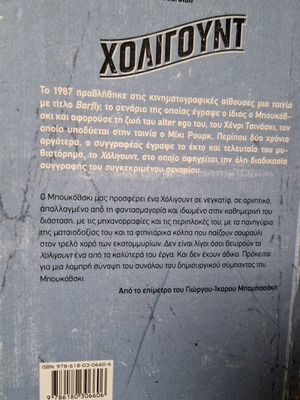 ΧΟΛΙΓΟΥΝΤ
Το 1987 προβλήθηκε στις κινηματογραφικές αίθουσες μια ταινία
με τίτλο Barfly, το σενάριο της οποίας έγραψε ο ίδιος ο Μπουκόβ-
σκι και αφορούσε τη ζωή του alter ego του, του Χένρι Τσινάσκι, τον
οποίο υποδύεται στην ταινία ο Μίκι Ρουρκ. Περίπου δύο χρόνια
αργότερα, ο συγγραφέας έγραψε το έκτο και τελευταίο του μυ-
θιστόρημα, το Χόλιγουντ, στο οποίο αφηγείται την όλη διαδικασία
συγγραφής του συγκεκριμένου σεναρίου.
Ο Μπουκόβσκι μας προσφέρει ένα Χόλιγουντ σε νεγκατίφ, σε αρνητικό,
απαλλαγμένο από τη φαντασμαγορία και ιδωμένο στην καθημερινή του
διάσταση, με τις μηχανορραφίες και τις περιπλοκές του, με τα πανηγύρια
της ματαιοδοξίας του και τα φτηνιάρικα κόλπα που παίζουν σουρούλι
στον τρελό χορό των εκατομμυρίων. Δεν είναι λίγοι όσοι θεωρούν το
Χόλιγουντ ένα από τα καλύτερα του έργα. Και δεν έχουν άδικο. Πρόκειται
για μια λαμπρή σύνοψη του συνόλου του δημιουργικού σύμπαντος του
Μπουκόβσκι.
Από το επίμετρο του Γιώργου-Ίκαρου Μπαμπασάκη
ISBN: 978-618-03-0660-6
9 786180 306606